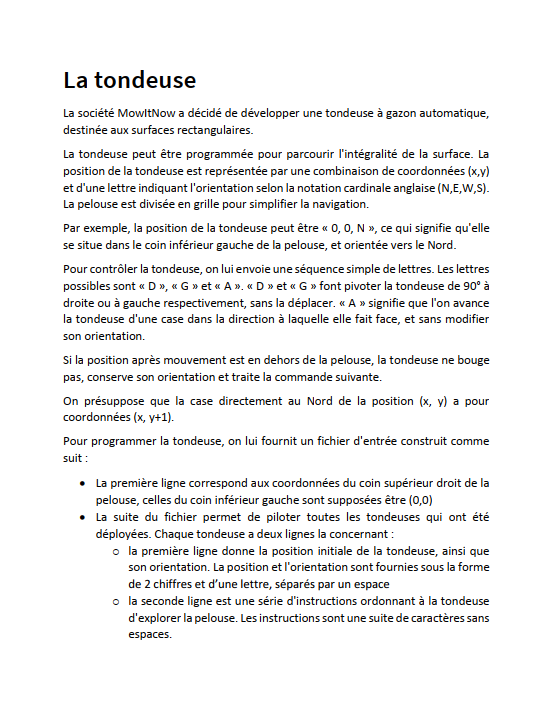 La tondeuse
La société MowItNow a décidé de développer une tondeuse à gazon automatique,
destinée aux surfaces rectangulaires.
La tondeuse peut être programmée pour parcourir l'intégralité de la surface. La
position de la tondeuse est représentée par une combinaison de coordonnées (x,y)
et d'une lettre indiquant l'orientation selon la notation cardinale anglaise (N,E,W,S).
La pelouse est divisée en grille pour simplifier la navigation.
Par exemple, la position de la tondeuse peut être « 0, 0, N », ce qui signifie qu'elle
se situe dans le coin inférieur gauche de la pelouse, et orientée vers le Nord.
Pour contrôler la tondeuse, on lui envoie une séquence simple de lettres. Les lettres
possibles sont « D », « G » et « A ». « D » et « G » font pivoter la tondeuse de 90° à
droite ou à gauche respectivement, sans la déplacer. « A » signifie que l'on avance
la tondeuse d'une case dans la direction à laquelle elle fait face, et sans modifier
son orientation.
Si la position après mouvement est en dehors de la pelouse, la tondeuse ne bouge
pas, conserve son orientation et traite la commande suivante.
On présuppose que la case directement au Nord de la position (x, y) a pour
coordonnées (x, y+1).
Pour programmer la tondeuse, on lui fournit un fichier d'entrée construit comme
suit :
• La première ligne correspond aux coordonnées du coin supérieur droit de la
pelouse, celles du coin inférieur gauche sont supposées être (0,0)
• La suite du fichier permet de piloter toutes les tondeuses qui ont été
déployées. Chaque tondeuse a deux lignes la concernant :
o la première ligne donne la position initiale de la tondeuse, ainsi que
son orientation. La position et l'orientation sont fournies sous la forme
de 2 chiffres et d’une lettre, séparés par un espace
o la seconde ligne est une série d'instructions ordonnant à la tondeuse
d'explorer la pelouse. Les instructions sont une suite de caractères sans
espaces.